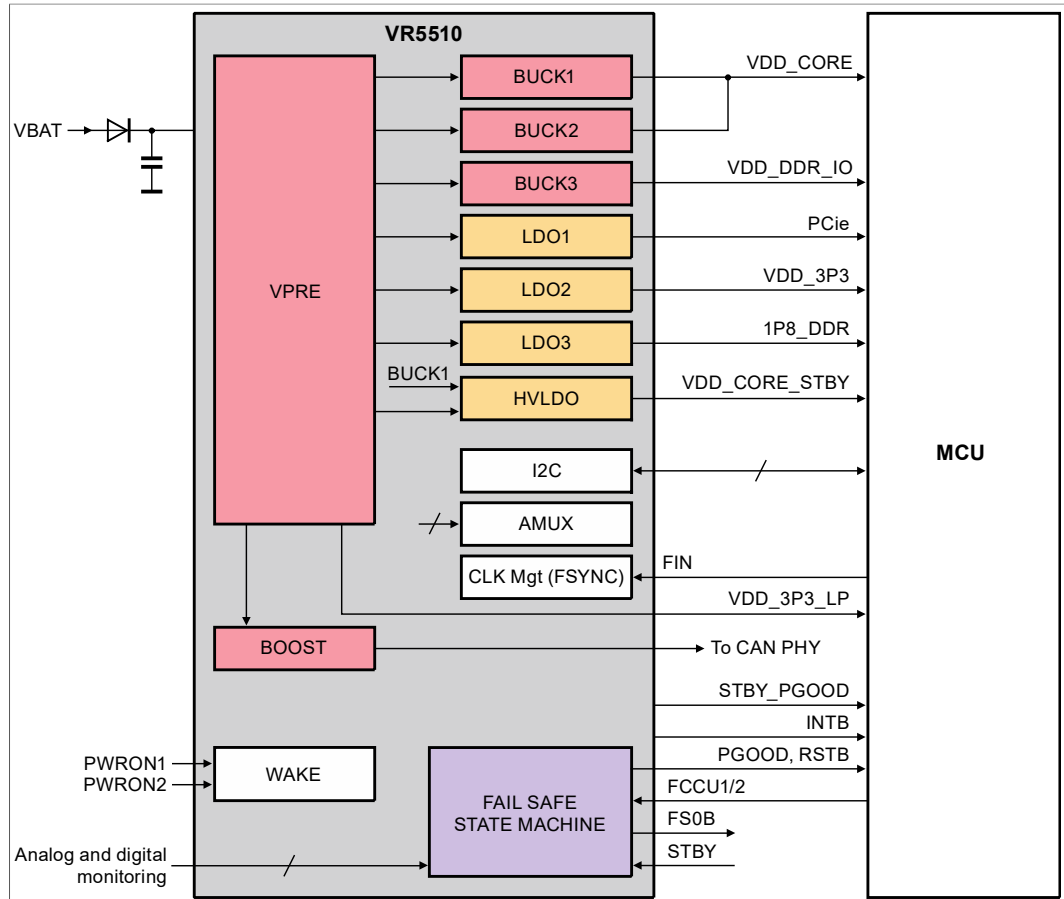 VR5510
BUCK1
VDD_CORE
VBAT
BUCK2
BUCK3
VDD_DDR_IO
LDO1
PCie
VPRE
LDO2
VDD_3P3
LDO3
1P8_DDR
BUCK1
HVLDO
VDD_CORE_STBY
MCU
I2C
AMUX
CLK Mgt (FSYNC)
FIN
VDD_3P3_LP
BOOST
To CAN PHY
STBY_PGOOD
INTB
PWRON1
PWRON2
WAKE
PGOOD, RSTB
FAIL SAFE
STATE MACHINE
FCCU1/2
FS0B
STBY
Analog and digital
monitoring